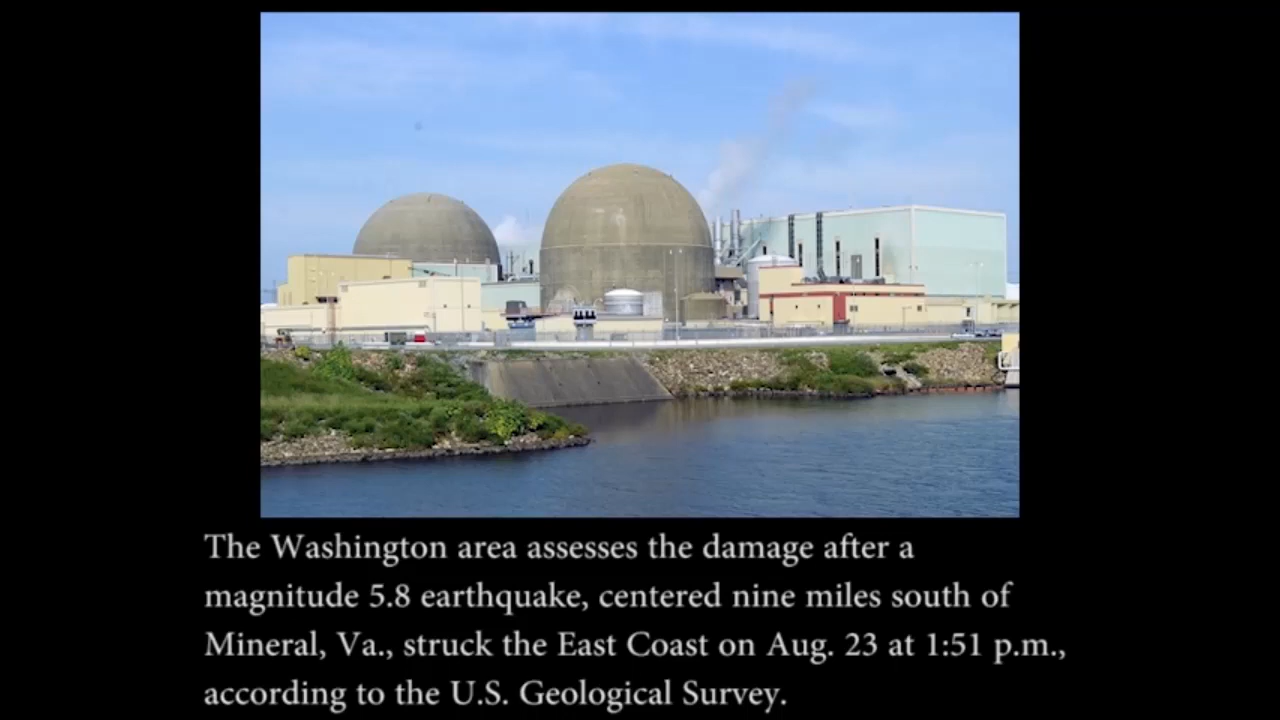 The Washington area assesses the damage after a
magnitude 5.8 earthquake, centered nine miles south of
Mineral, Va., struck the East Coast on Aug. 23 at 1:51 p.m.,
according to the U.S. Geological Survey.